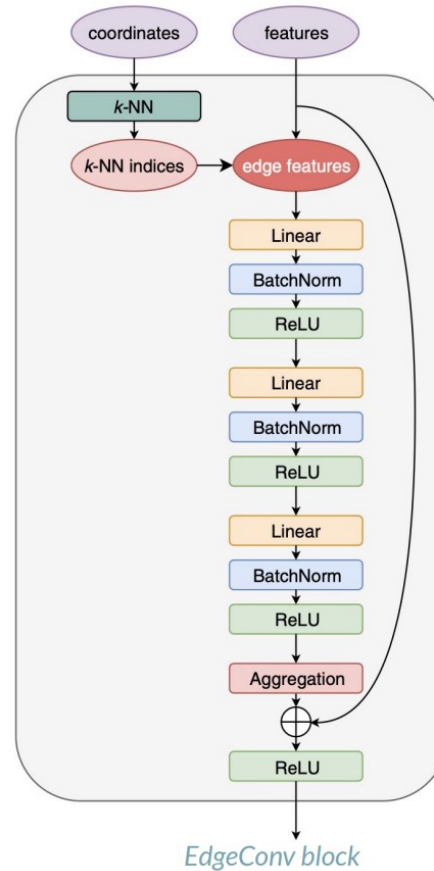 coordinates features
k-NN
k-NN indices edge features
Linear
BatchNorm
ReLU
Linear
BatchNorm
ReLU
Linear
BatchNorm
ReLU
Aggregation
ReLU
EdgeConv block